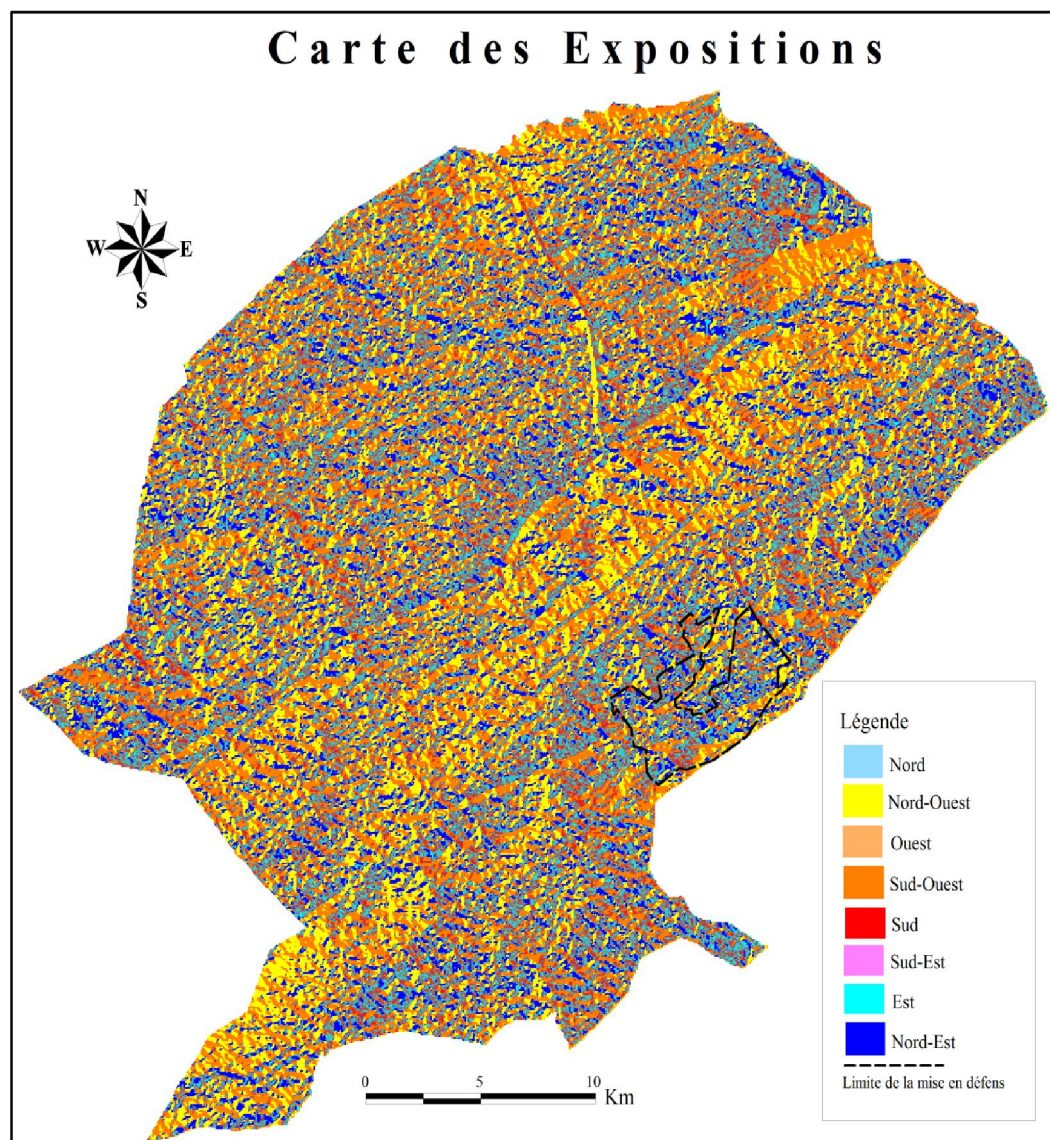 Carte des Expositions
N
W E
S
Légende
Nord
Nord-Ouest
Ouest
Sud-Ouest
Sud
Sud-Est
Est
Nord-Est
Limite de la mise en défens
0 5 10
Km